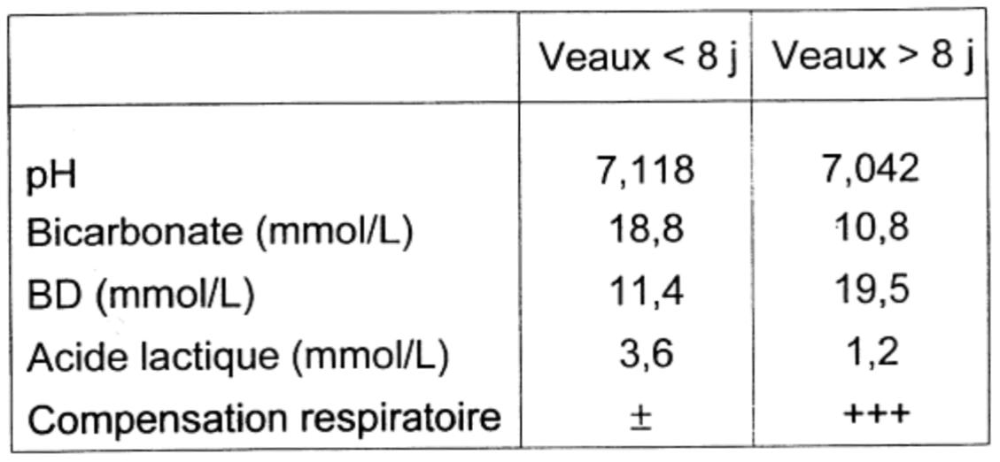 Veaux < 8 j Veaux > 8 j
pH 7,118 7,042
Bicarbonate (mmol/L) 18,8 10,8
BD (mmol/L) 11,4 19,5
Acide lactique (mmol/L) 3,6 1,2
Compensation respiratoire ± +++